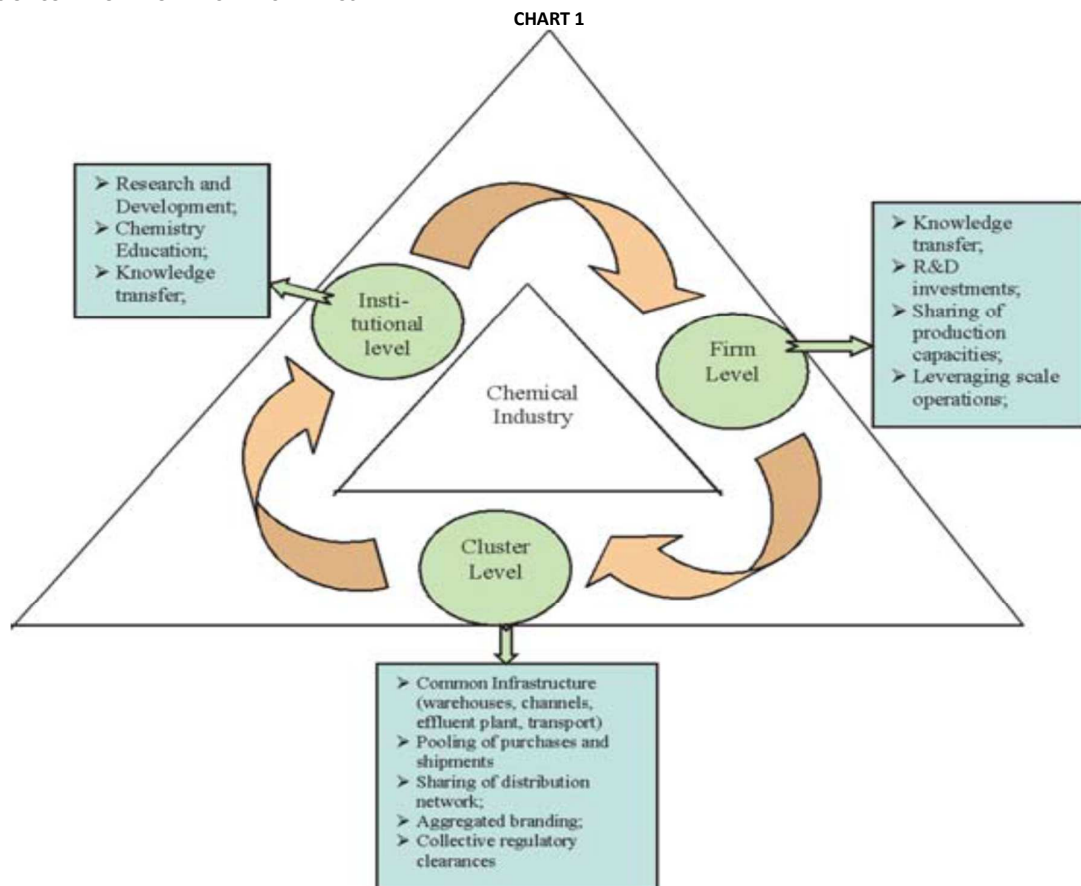 CHART 1
➢ Research and
Development;
➢ Chemistry
Education;
➢ Knowledge
transfer;
Insti-
tutional
level
Firm
Level
➢ Knowledge
transfer;
➢ R&D
investments;
➢ Sharing of
production
capacities;
➢ Leveraging scale
operations;
Chemical
Industry
Cluster
Level
➢ Common Infrastructure
(warehouses, channels,
effluent plant, transport)
➢ Pooling of purchases and
shipments
➢ Sharing of distribution
network;
➢ Aggregated branding;
➢ Collective regulatory
clearances